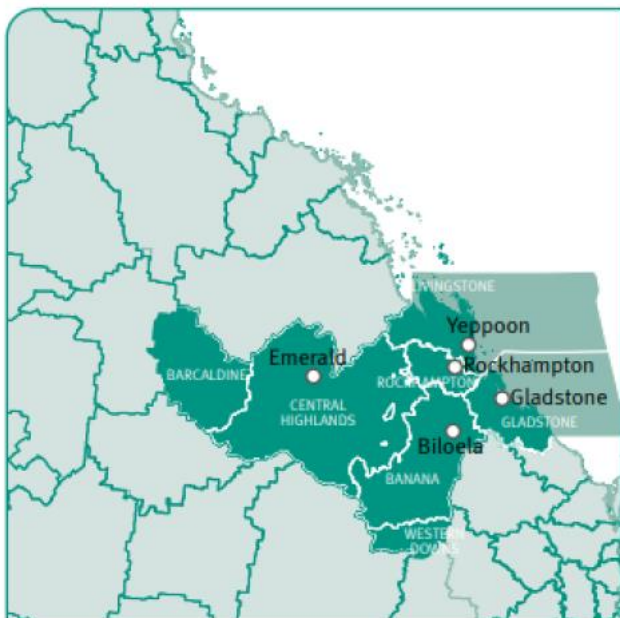 LIVINGSTONE
Yeppoon
Emerald
Rockhampton
BARCALDINE
ROCKHAMPTON
Gladstone
CENTRAL
HIGHLANDS
GLADSTONE
Biloela
BANANA
WESTERN
DOWNS